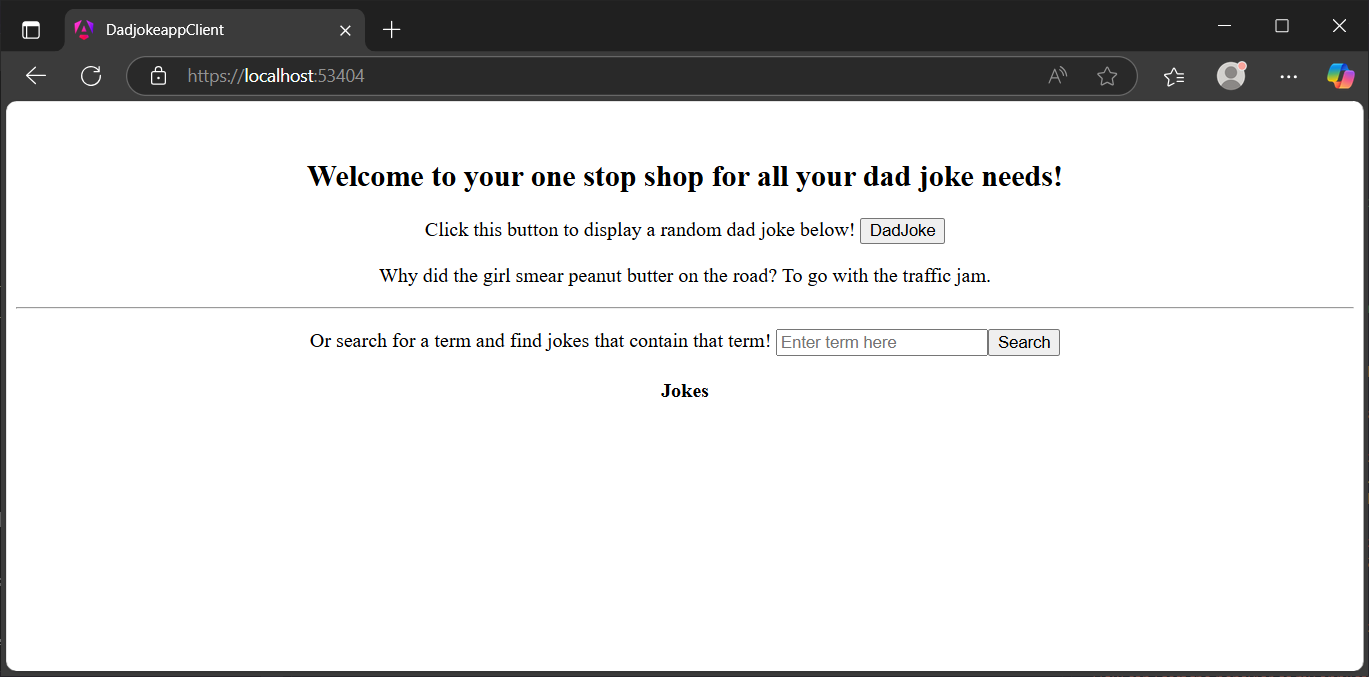 DadjokeappClient
https://localhost:53404
Welcome to your one stop shop for all your dad joke needs!
Click this button to display a random dad joke below! DadJoke
Why did the girl smear peanut butter on the road? To go with the traffic jam.
Or search for a term and find jokes that contain that term! Enter term here Search
Jokes